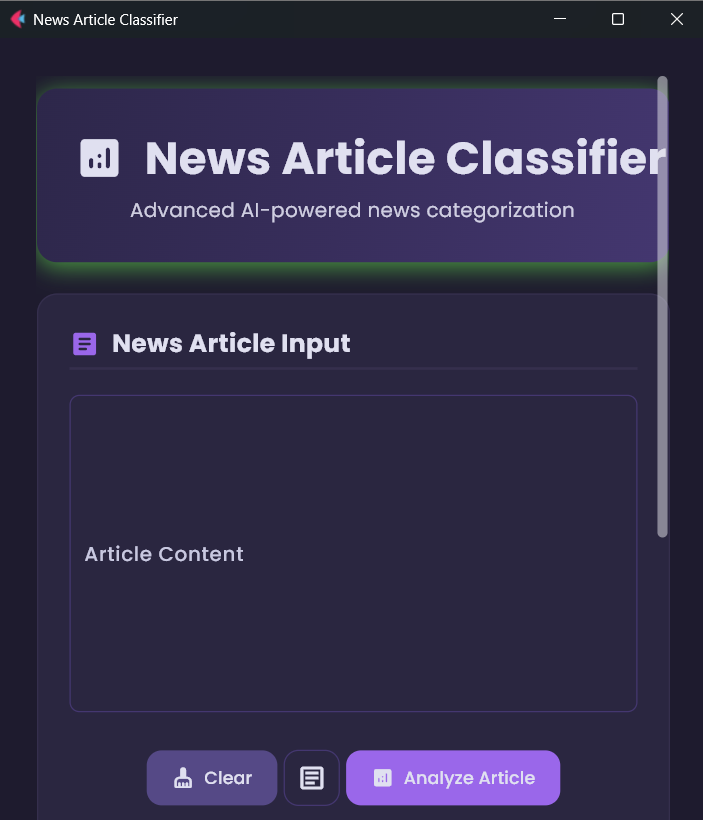 News Article Classifier
News Article Classifier
Advanced AI-powered news categorization
News Article Input
Article Content
Clear
Analyze Article